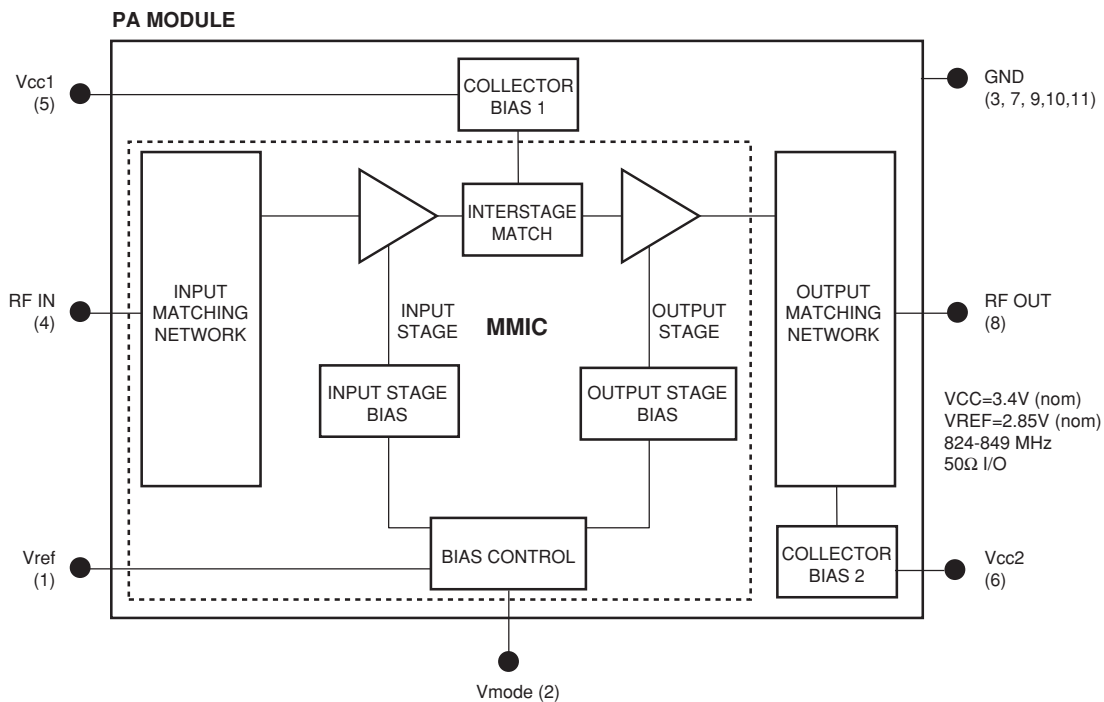 PA MODULE
Vcc1
(5)
COLLECTOR
BIAS 1
GND
(3, 7, 9,10,11)
INTERSTAGE
MATCH
RF IN
(4)
INPUT
MATCHING
NETWORK
INPUT
STAGE
MMIC
OUTPUT
STAGE
OUTPUT
MATCHING
NETWORK
RF OUT
(8)
INPUT STAGE
BIAS
OUTPUT STAGE
BIAS
VCC=3.4V (nom)
VREF=2.85V (nom)
824-849 MHz
50Ω I/O
Vref
(1)
BIAS CONTROL
COLLECTOR
BIAS 2
Vcc2
(6)
Vmode (2)